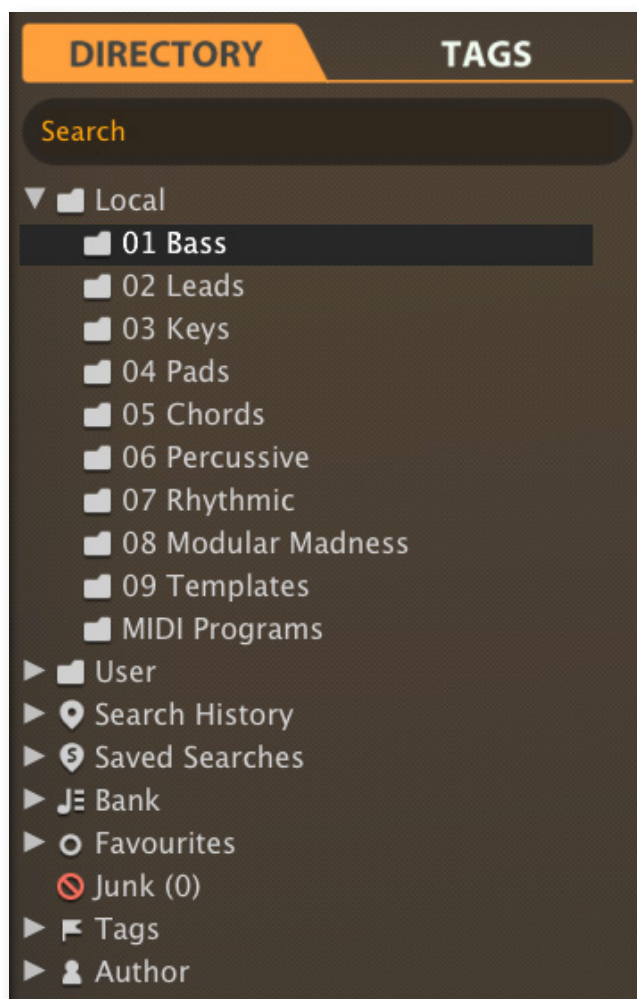 DIRECTORY TAGS
Search
Local
01 Bass
02 Leads
03 Keys
04 Pads
05 Chords
06 Percussive
07 Rhythmic
08 Modular Madness
09 Templates
MIDI Programs
User
Search History
Saved Searches
Bank
Favourites
Junk (0)
Tags
Author